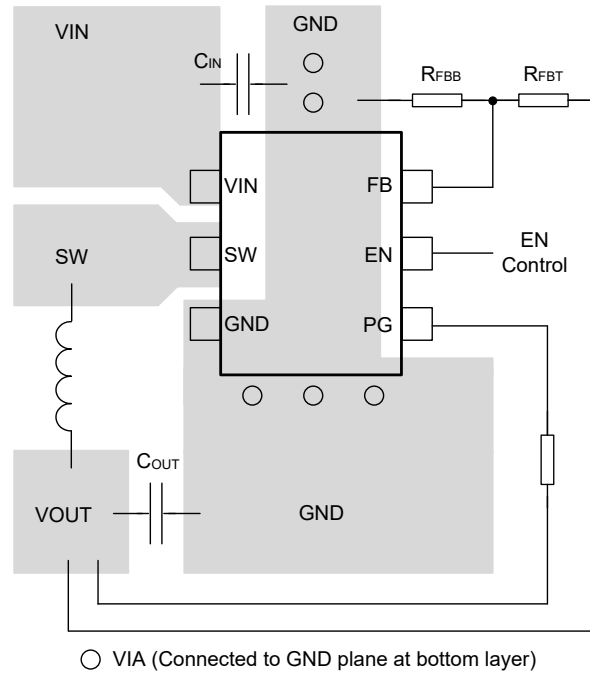 VIN
GND
CIN
RFBB
RFBT
VIN
FB
SW
SW
EN
EN
Control
GND
PG
COUT
VOUT
GND
VIA (Connected to GND plane at bottom layer)